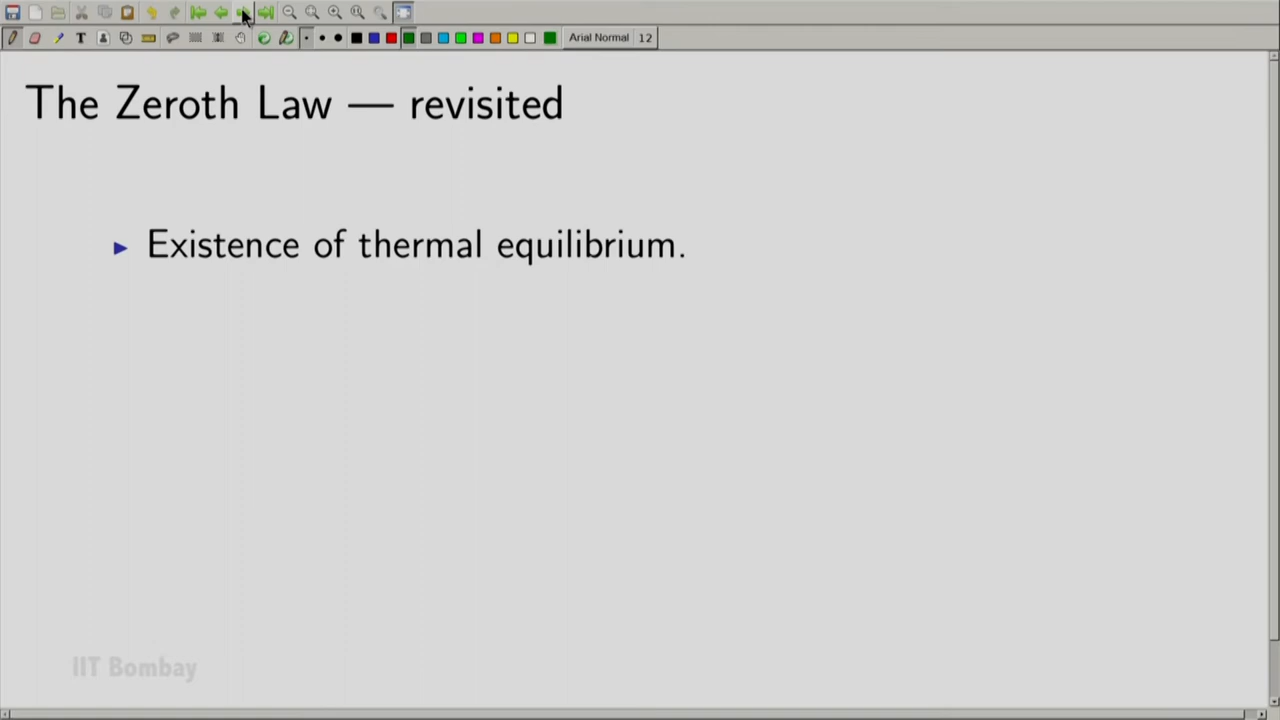 T
Arial Normal 12
The Zeroth Law — revisited
▶ Existence of thermal equilibrium.
IIT Bombay